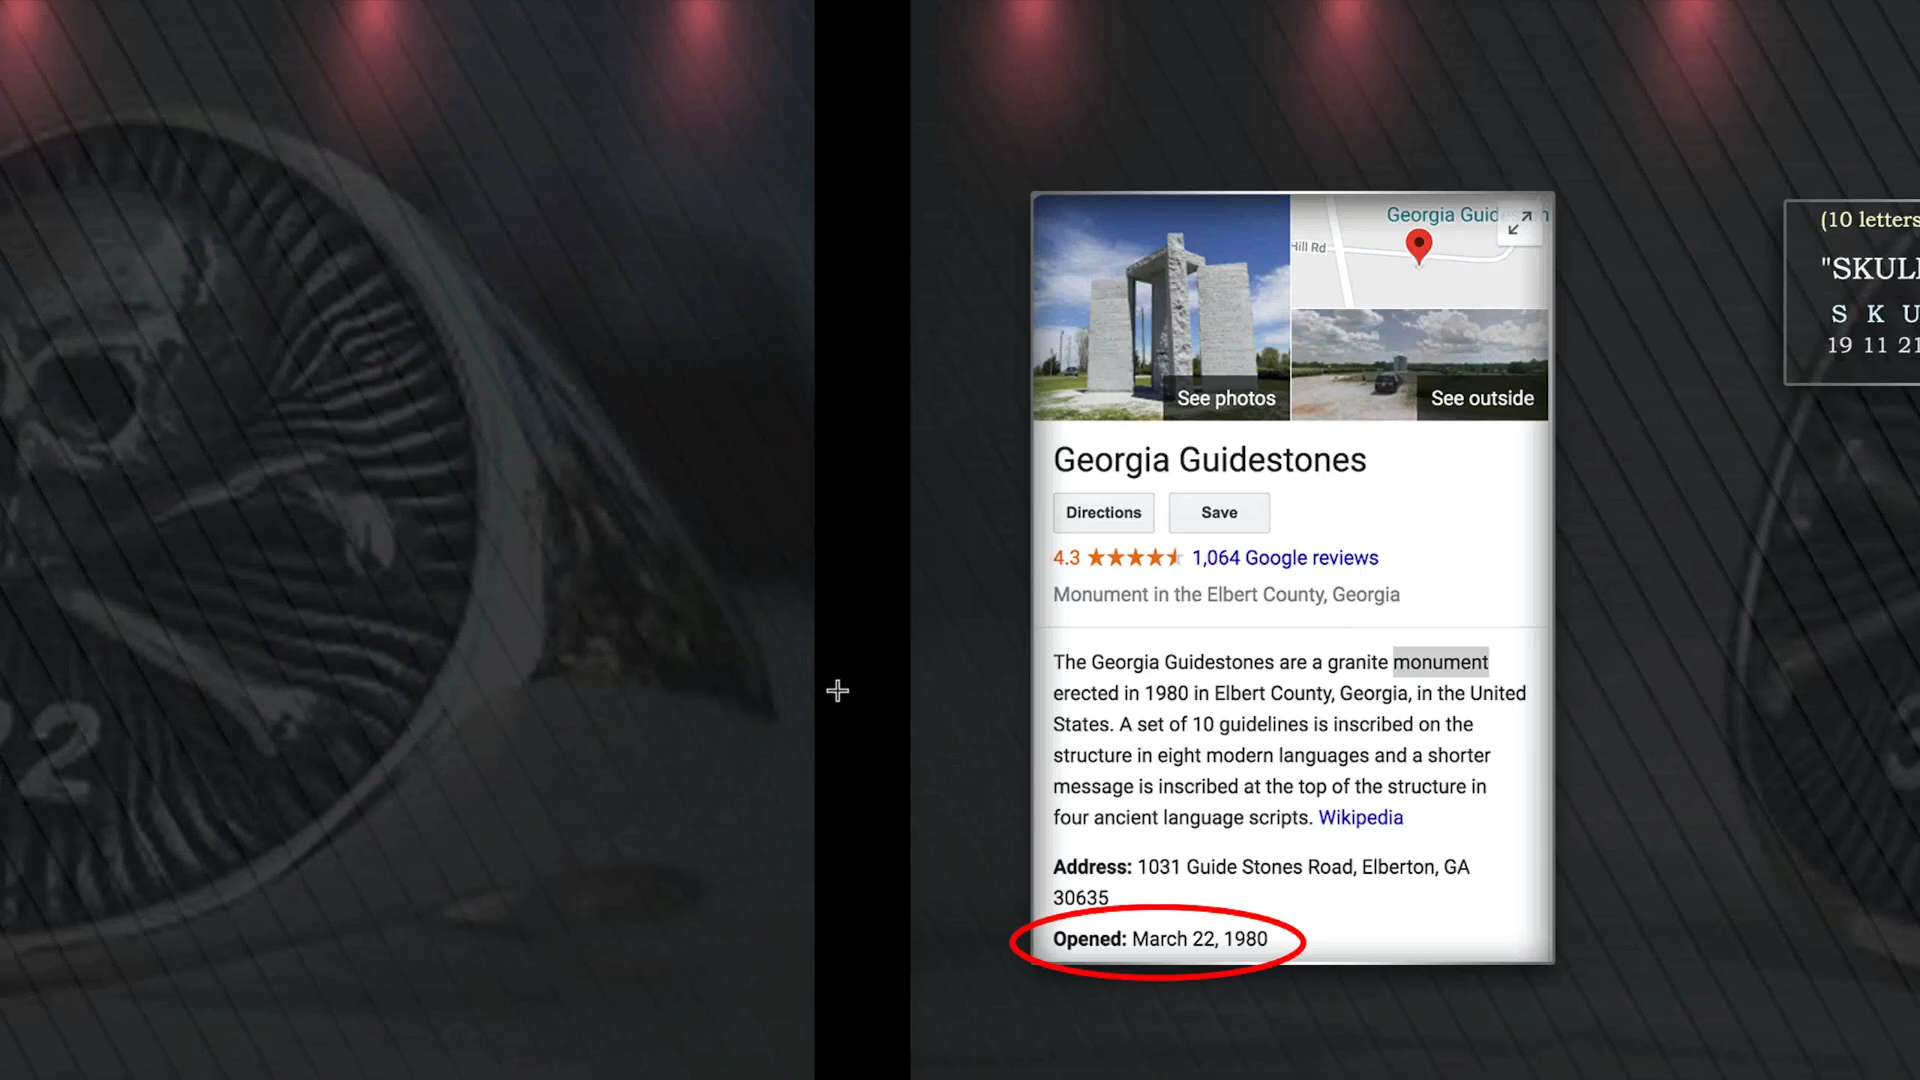 Georgia Guid
Hill Rd
See photos
See outside
Georgia Guidestones
Directions
Save
4.3
1,064 Google reviews
Monument in the Elbert County, Georgia
The Georgia Guidestones are a granite monument
erected in 1980 in Elbert County, Georgia, in the United
States. A set of 10 guidelines is inscribed on the
structure in eight modern languages and a shorter
message is inscribed at the top of the structure in
four ancient language scripts. Wikipedia
Address: 1031 Guide Stones Road, Elberton, GA
30635
Opened: March 22, 1980
(10 letters
"SKULL
S K U
19 11 21
22
3